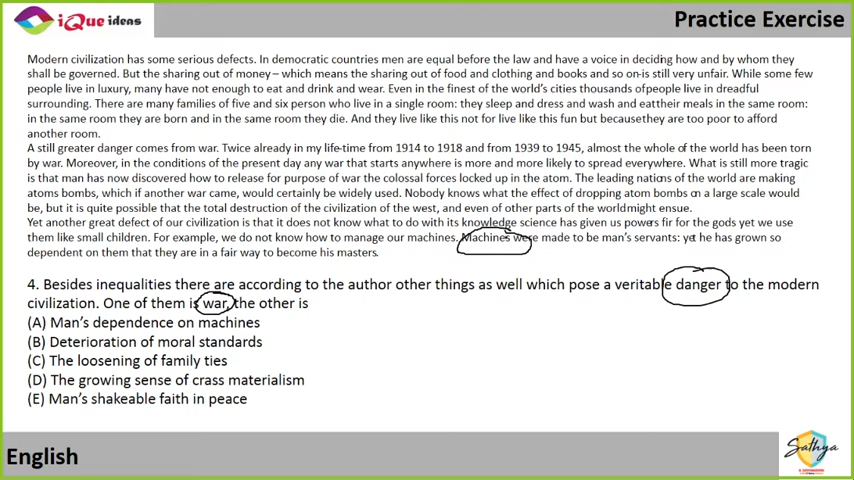 iQue ideas
Practice Exercise
Modern civilization has some serious defects. In democratic countries men are equal before the law and have a voice in deciding how and by whom they
shall be governed. But the sharing out of money – which means the sharing out of food and clothing and books and so on-is still very unfair. While some few
people live in luxury, many have not enough to eat and drink and wear. Even in the finest of the world's cities thousands of people live in dreadful
surrounding. There are many families of five and six person who live in a single room: they sleep and dress and wash and eattheir meals in the same room:
in the same room they are born and in the same room they die. And they live like this not for live like this fun but becausethey are too poor to afford
another room.
A still greater danger comes from war. Twice already in my life-time from 1914 to 1918 and from 1939 to 1945, almost the whole of the world has been torn
by war. Moreover, in the conditions of the present day any war that starts anywhere is more and more likely to spread everywhere. What is still more tragic
is that man has now discovered how to release for purpose of war the colossal forces locked up in the atom. The leading nations of the world are making
atoms bombs, which if another war came, would certainly be widely used. Nobody knows what the effect of dropping atom bombs on a large scale would
be, but it is quite possible that the total destruction of the civilization of the west, and even of other parts of the world might ensue.
Yet another great defect of our civilization is that it does not know what to do with its knowledge science has given us powers fir for the gods yet we use
them like small children. For example, we do not know how to manage our machines. Machines were made to be man's servants: yet he has grown so
dependent on them that they are in a fair way to become his masters.
4. Besides inequalities there are according to the author other things as well which pose a veritable danger to the modern
civilization. One of them is war, the other is
(A) Man's dependence on machines
(B) Deterioration of moral standards
(C) The loosening of family ties
(D) The growing sense of crass materialism
(E) Man's shakeable faith in peace
English
Sathya